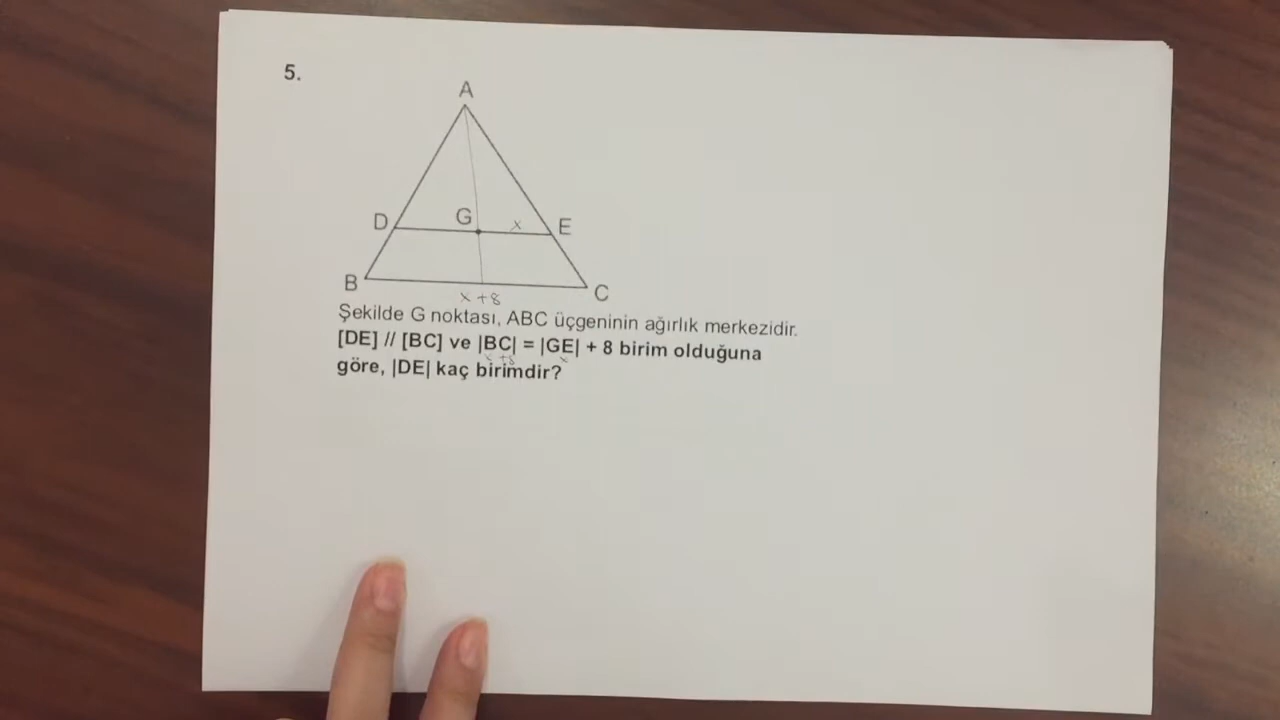 5.
A
D
G
x
E
B
C
x+8
Şekilde G noktası, ABC üçgeninin ağırlık merkezidir.
[DE] // [BC] ve |BC| = |GE| + 8 birim olduğuna
x+8 x
göre, |DE| kaç birimdir?